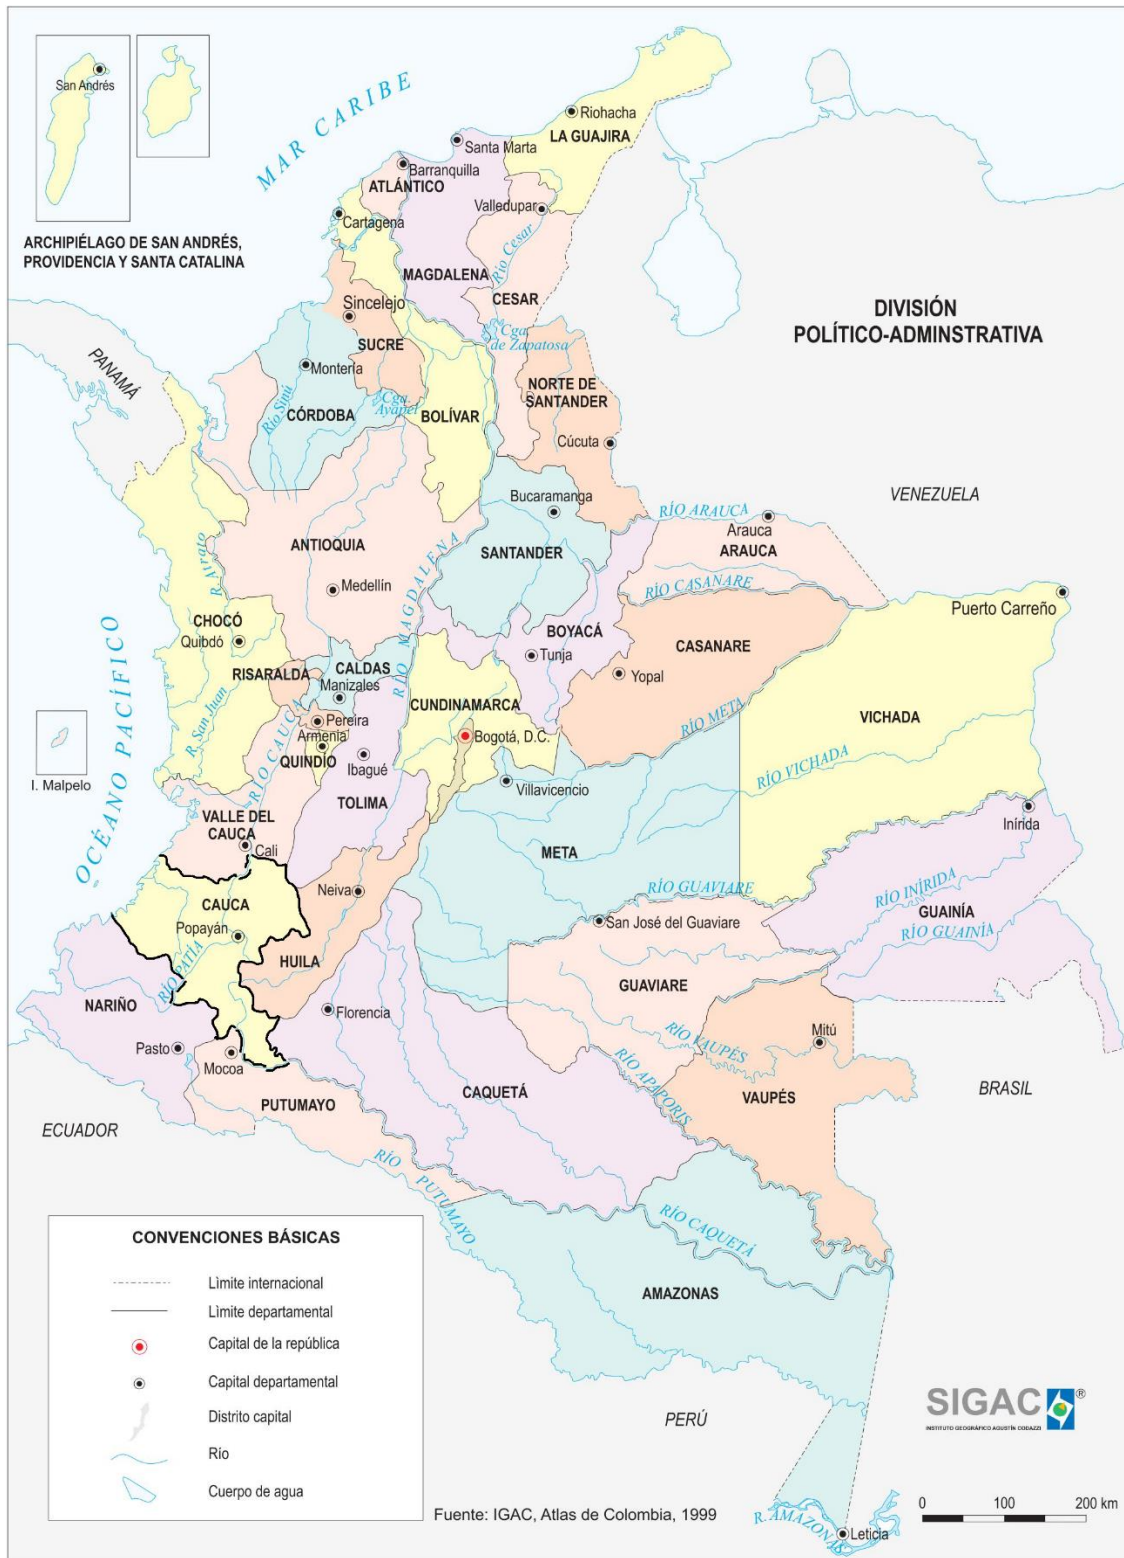 San Andrés
ARCHIPIÉLAGO DE SAN ANDRÉS,
PROVIDENCIA Y SANTA CATALINA
MAR CARIBE
Riohacha
LA GUAJIRA
Santa Marta
Barranquilla
ATLÁNTICO
Valledupar
Cartagena
Río Cesar
MAGDALENA
CESAR
DIVISIÓN
POLÍTICO-ADMINSTRATIVA
Sincelejo
SUCRE
Cga.
de Zapatosa
PANAMÁ
Montería
NORTE DE
SANTANDER
Río Sinú
CÓRDOBA
Cga.
Ayapel
BOLÍVAR
Cúcuta
VENEZUELA
Bucaramanga
RÍO ARAUCA
Arauca
ARAUCA
ANTIOQUIA
SANTANDER
R. Atrato
RÍO MAGDALENA
Medellín
RÍO CASANARE
Puerto Carreño
CHOCÓ
Quibdó
BOYACÁ
Tunja
CASANARE
Yopal
RISARALDA
CALDAS
Manizales
OCÉANO PACÍFICO
R. San Juan
CUNDINAMARCA
RÍO META
VICHADA
Pereira
RÍO CAUCA
Armenia
Bogotá, D.C.
QUINDÍO
Ibagué
RÍO VICHADA
I. Malpelo
Villavicencio
TOLIMA
VALLE DEL
CAUCA
Cali
Inírida
META
Neiva
RÍO GUAVIARE
RÍO INÍRIDA
CAUCA
San José del Guaviare
GUAINÍA
Popayán
RÍO GUAINÍA
RÍO PATÍA
HUILA
GUAVIARE
NARIÑO
Florencia
Mitú
RÍO VAUPÉS
Pasto
Mocoa
RÍO APAPORIS
CAQUETÁ
VAUPÉS
BRASIL
PUTUMAYO
ECUADOR
RÍO PUTUMAYO
RÍO CAQUETÁ
CONVENCIONES BÁSICAS
Lìmite internacional
Lìmite departamental
Capital de la república
Capital departamental
Distrito capital
Río
Cuerpo de agua
AMAZONAS
PERÚ
SIGAC ®
INSTITUTO GEOGRÁFICO AGUSTÍN CODAZZI
0 100 200 km
Fuente: IGAC, Atlas de Colombia, 1999
R. AMAZONAS
Leticia